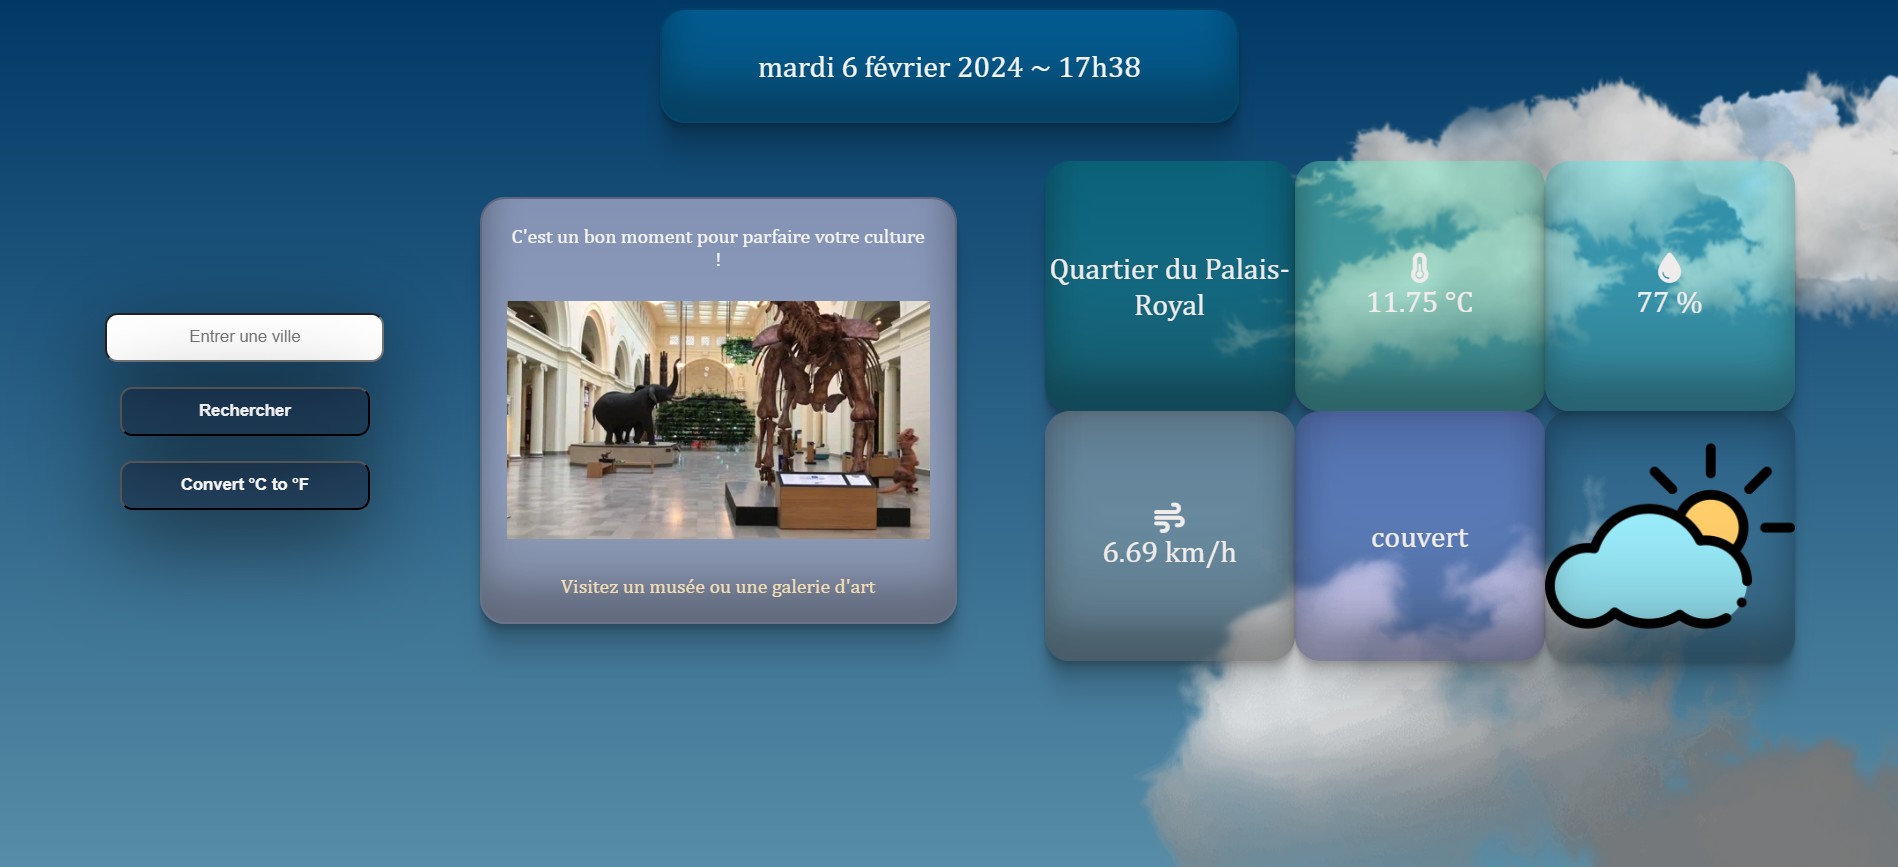 mardi 6 février 2024 ~ 17h38
Entrer une ville
Rechercher
Convert °C to °F
C'est un bon moment pour parfaire votre culture
!
Visitez un musée ou une galerie d'art
Quartier du Palais-
Royal
11.75 °C
77 %
6.69 km/h
couvert